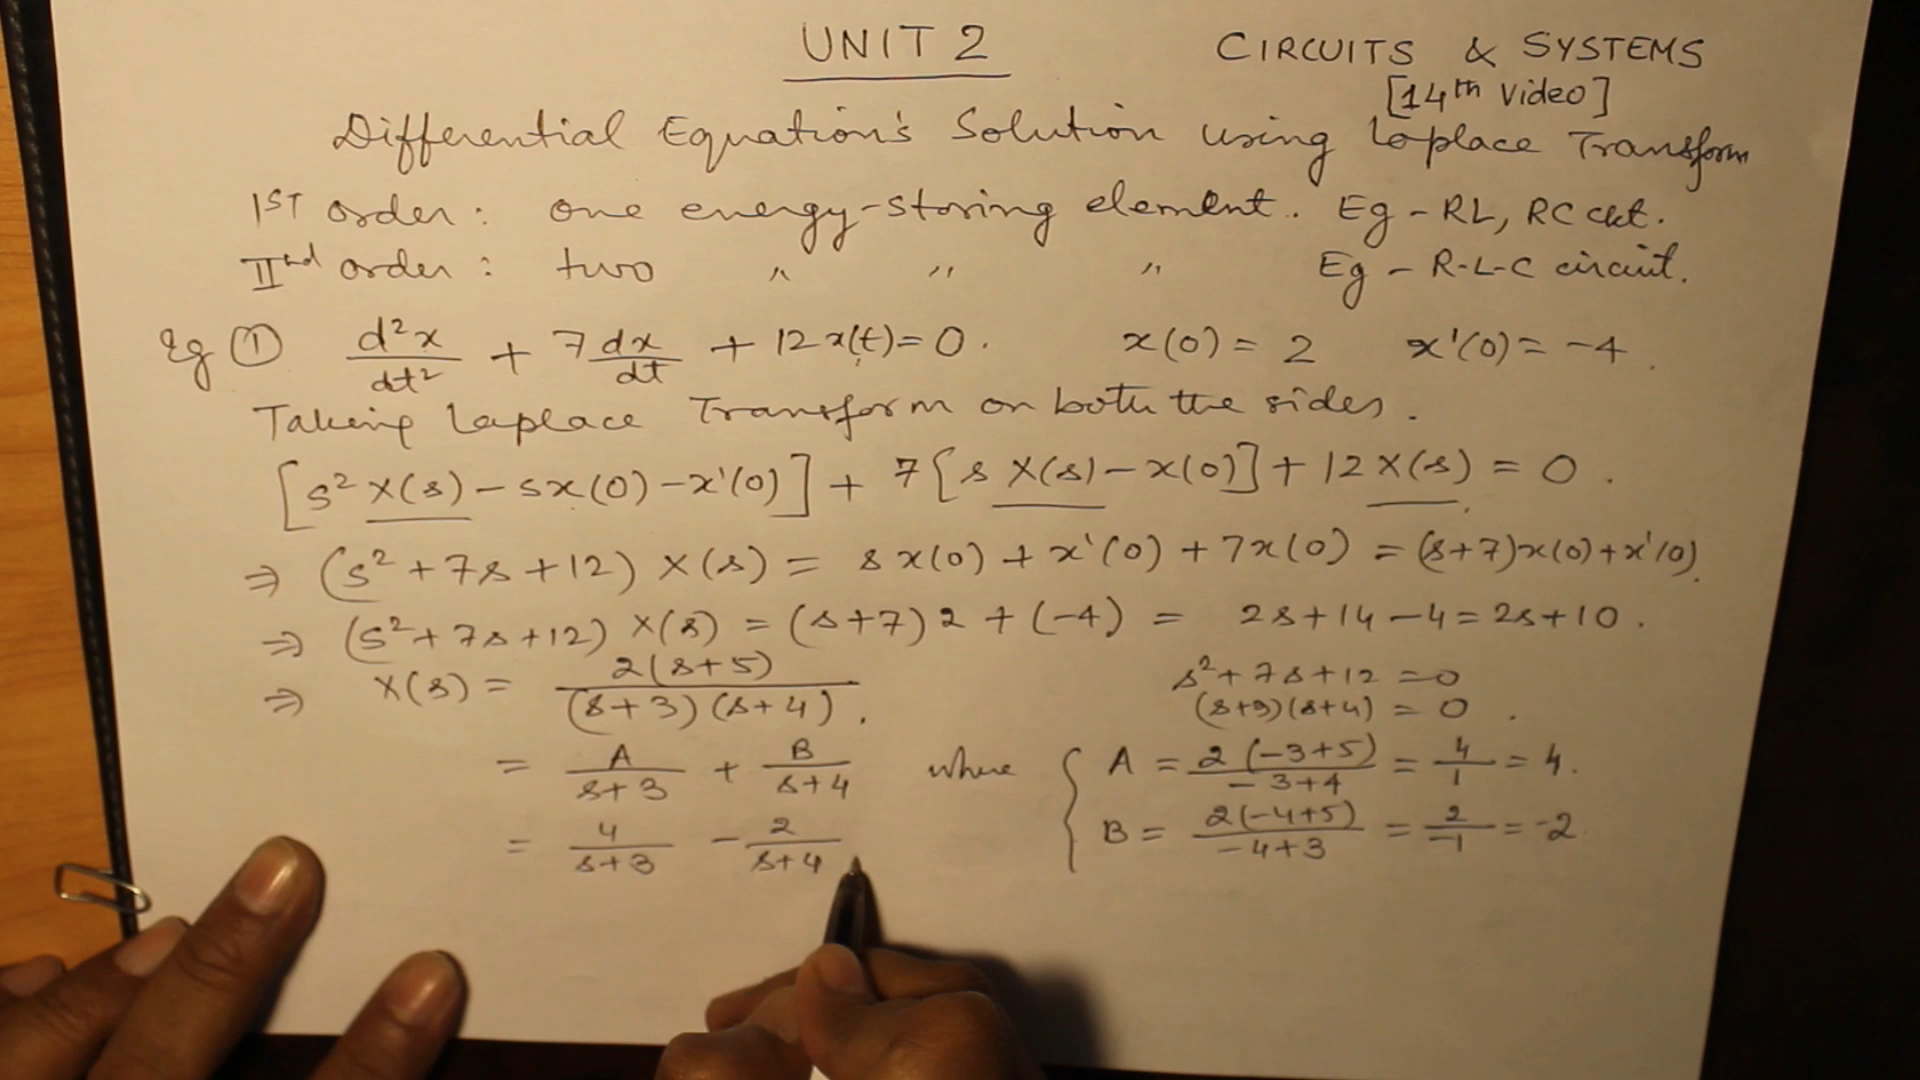 UNIT 2
CIRCUITS & SYSTEMS
[14th Video]
Differential Equation's Solution using Laplace Transform
1ST order : one energy-storing element. Eg - RL, RC ckt.
IInd order : two " " " Eg - R-L-C circuit.
Eg ① d²x/dt² + 7 dx/dt + 12 x(t) = 0. x(0) = 2 x'(0) = -4.
Taking Laplace Transform on both the sides.
[s² X(s) - sx(0) - x'(0)] + 7 [s X(s) - x(0)] + 12 X(s) = 0.
⇒ (s² + 7s + 12) X(s) = s x(0) + x'(0) + 7x(0) = (s+7)x(0) + x'(0)
⇒ (s² + 7s + 12) X(s) = (s+7) 2 + (-4) = 2s + 14 - 4 = 2s + 10.
⇒ X(s) = 2(s+5) / (s+3)(s+4).
s² + 7s + 12 = 0
(s+3)(s+4) = 0.
= A/(s+3) + B/(s+4) where { A = 2(-3+5)/(-3+4) = 4/1 = 4.
= 4/(s+3) - 2/(s+4) B = 2(-4+5)/(-4+3) = 2/-1 = -2